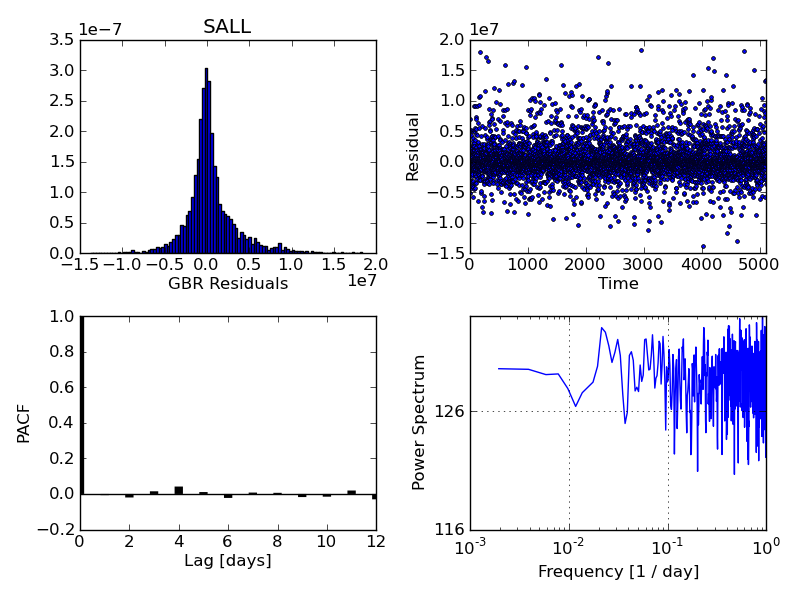 SALL
1e−7
3.5
3.0
2.5
2.0
1.5
1.0
0.5
0.0
−1.5 −1.0 −0.5 0.0 0.5 1.0 1.5 2.0
GBR Residuals
1e7
1e7
2.0
1.5
1.0
0.5
0.0
−0.5
−1.0
−1.5
Residual
0 1000 2000 3000 4000 5000
Time
1.0
0.8
0.6
0.4
0.2
0.0
−0.2
PACF
0 2 4 6 8 10 12
Lag [days]
126
116
Power Spectrum
10⁻³ 10⁻² 10⁻¹ 10⁰
Frequency [1 / day]